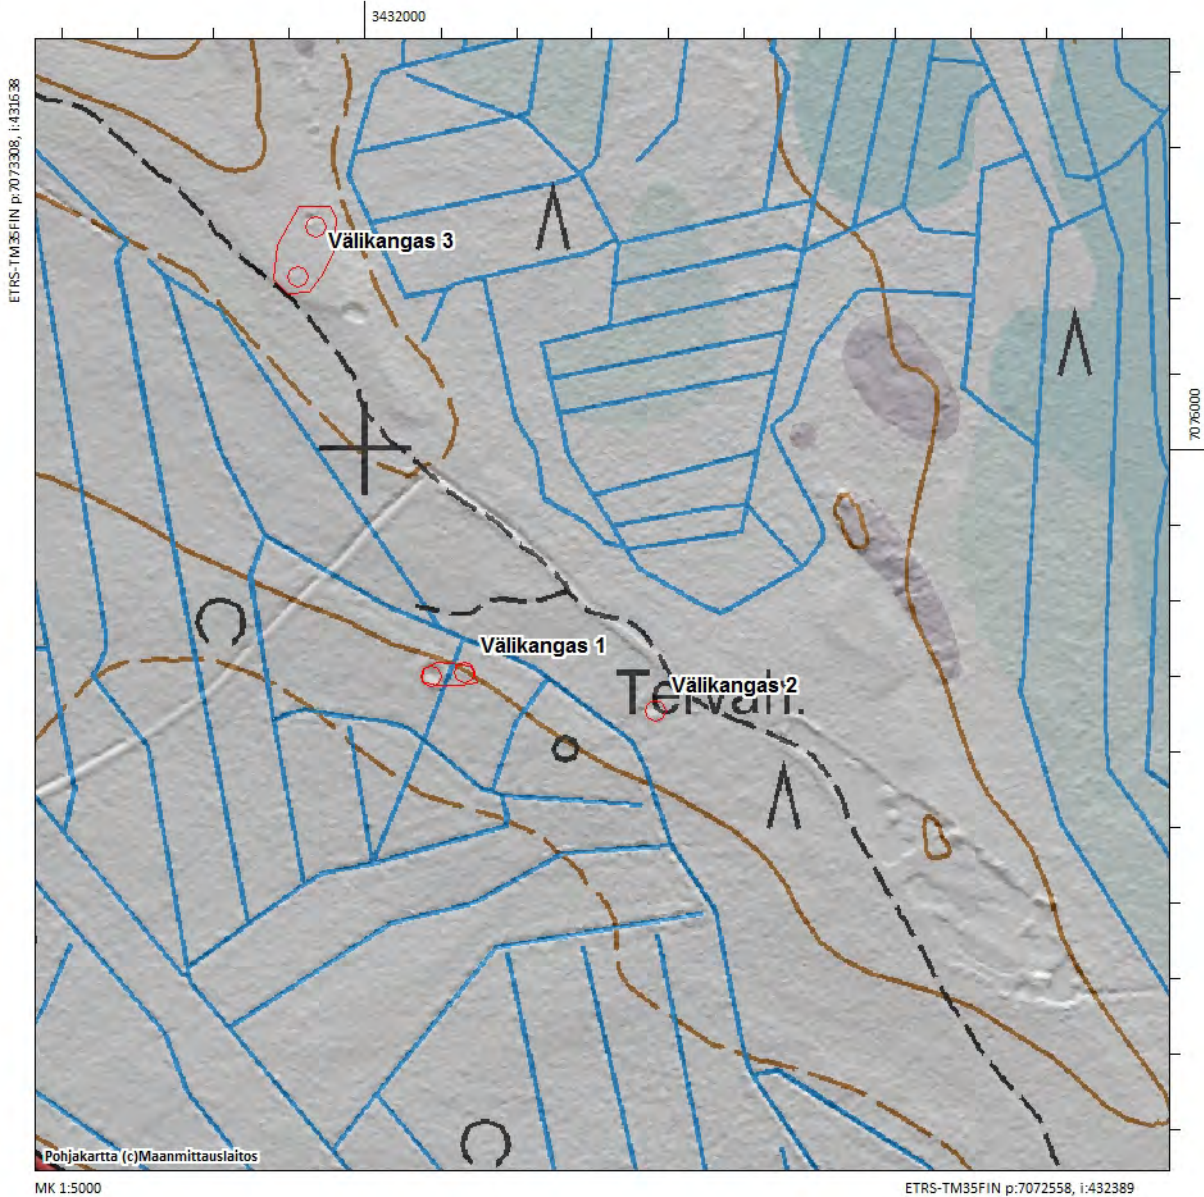 3432000
ETRS-TM35FIN p:7073308, i:431638
Välikangas 3
7076000
Välikangas 1
Välikangas 2
Tervah.
Pohjakartta (c)Maanmittauslaitos
MK 1:5000
ETRS-TM35FIN p:7072558, i:432389